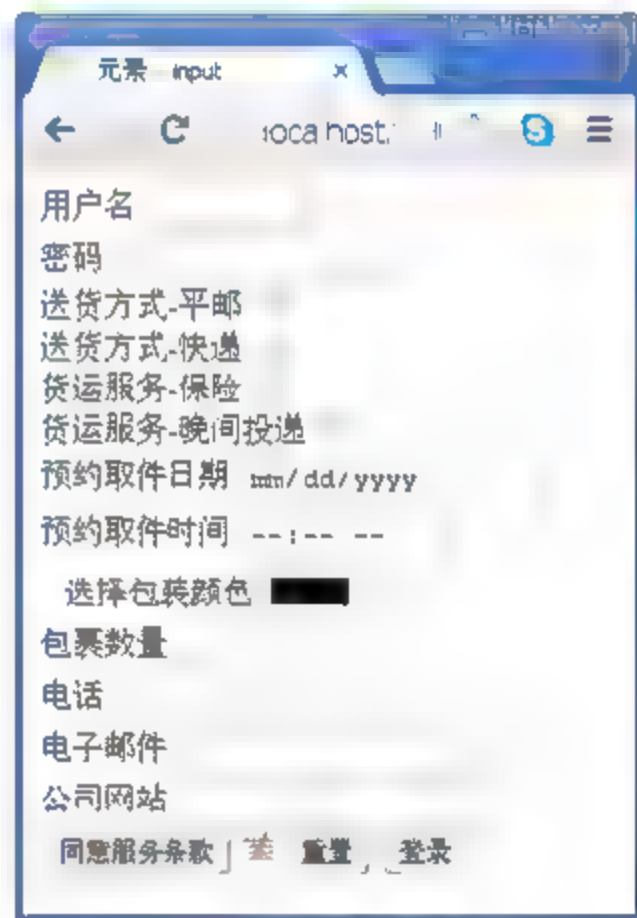 元素 input ×
用户名
密码
送货方式-平邮
送货方式-快递
货运服务-保险
货运服务-晚间投递
预约取件日期 mm/dd/yyyy
预约取件时间 --:-- --
选择包装颜色
包裹数量
电话
电子邮件
公司网站
同意服务条款 重置 登录